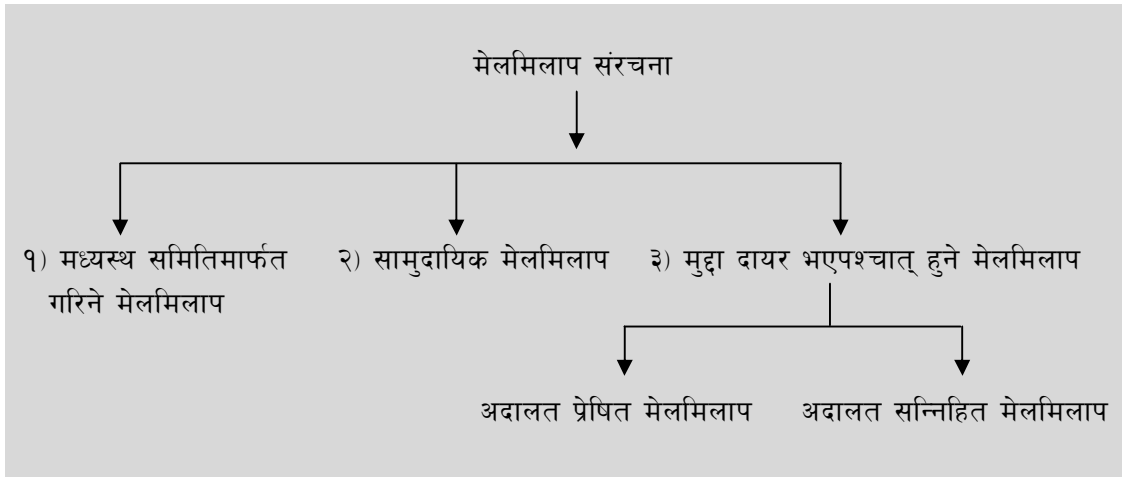 मेलमिलाप संरचना
१) मध्यस्थ समितिमार्फत
गरिने मेलमिलाप
२) सामुदायिक मेलमिलाप
३) मुद्दा दायर भएपश्चात् हुने मेलमिलाप
अदालत प्रेषित मेलमिलाप
अदालत सन्निहित मेलमिलाप